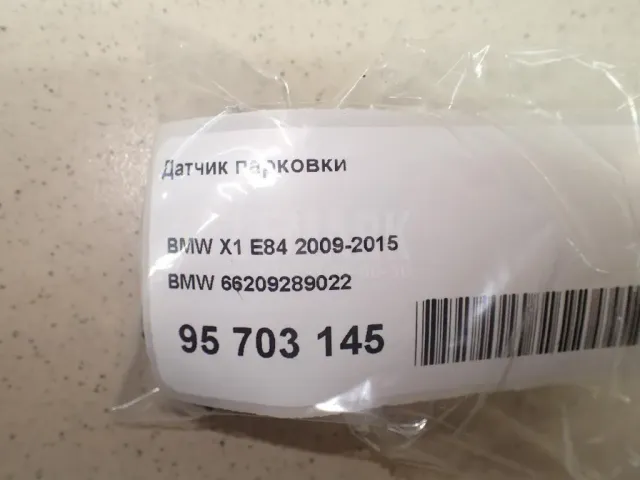 Датчик парковки
BMW X1 E84 2009-2015
BMW 66209289022
95 703 145